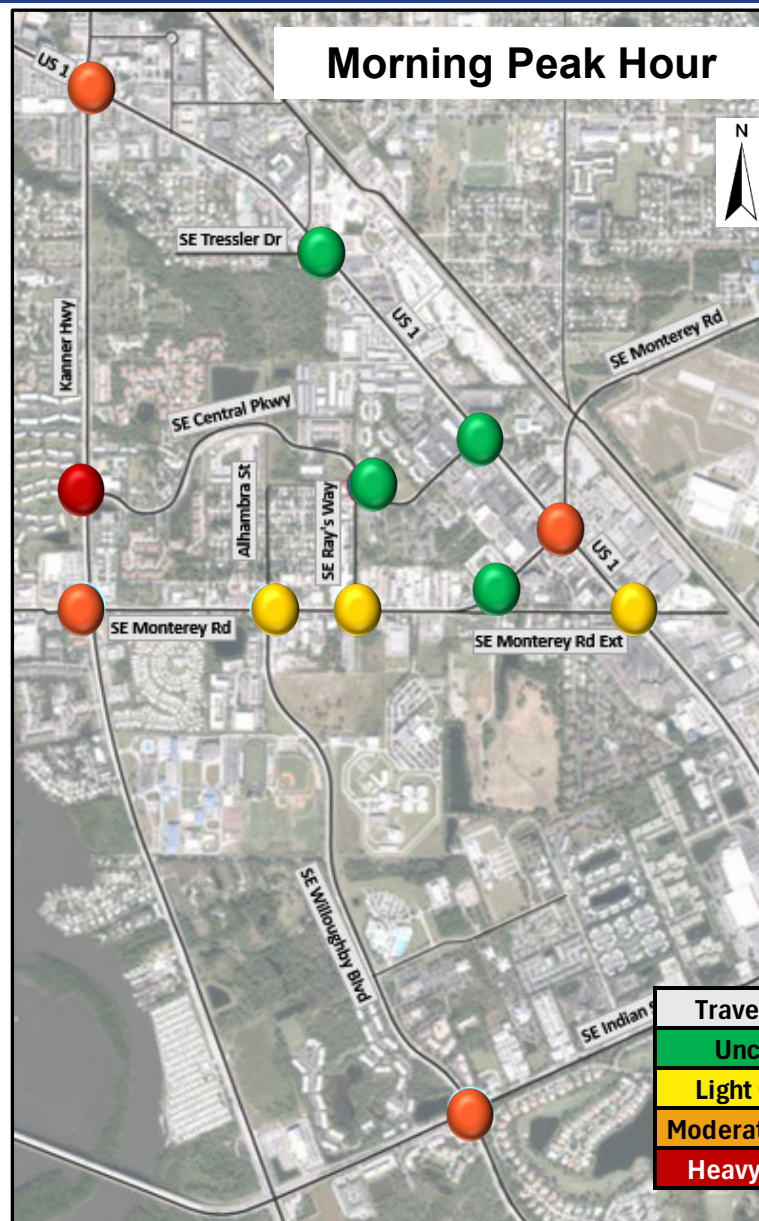 Morning Peak Hour
US 1
N
SE Tressler Dr
US 1
SE Monterey Rd
Kanner Hwy
SE Central Pkwy
Alhambra St
SE Ray's Way
US 1
SE Monterey Rd
SE Monterey Rd Ext
SE Willoughby Blvd
SE Indian S
Trave
Unc
Light
Moderat
Heavy